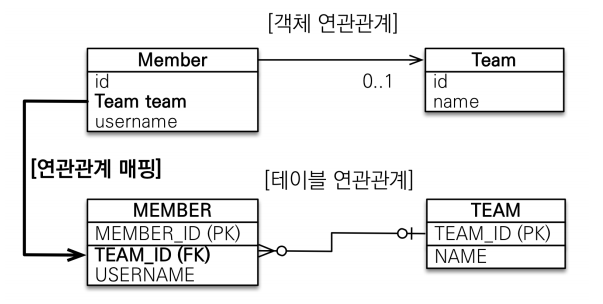 [객체 연관관계]
Member
Team
id
Team team
username
0..1
id
name
[연관관계 매핑]
[테이블 연관관계]
MEMBER
MEMBER_ID (PK)
TEAM_ID (FK)
USERNAME
TEAM
TEAM_ID (PK)
NAME